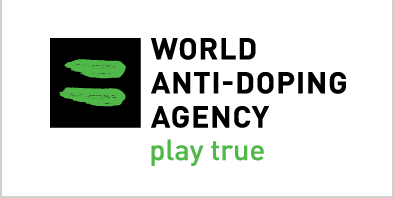 WORLD
ANTI-DOPING
AGENCY
play true